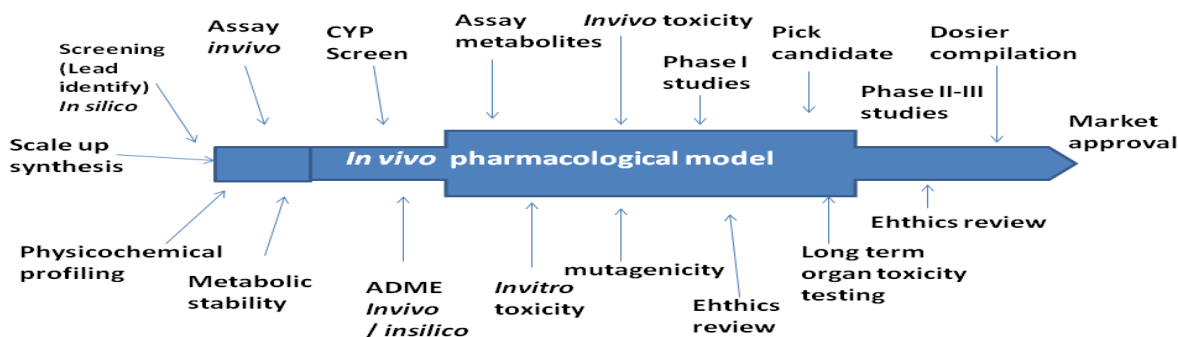 Screening
(Lead
identify)
In silico
Assay
invivo
CYP
Screen
Assay
metabolites
Invivo toxicity
Phase I
studies
Pick
candidate
Dosier
compilation
Phase II-III
studies
Market
approval
Scale up
synthesis
In vivo pharmacological model
Physicochemical
profiling
Metabolic
stability
ADME
Invivo
/ insilico
Invitro
toxicity
mutagenicity
Ehthics
review
Long term
organ toxicity
testing
Ehthics review